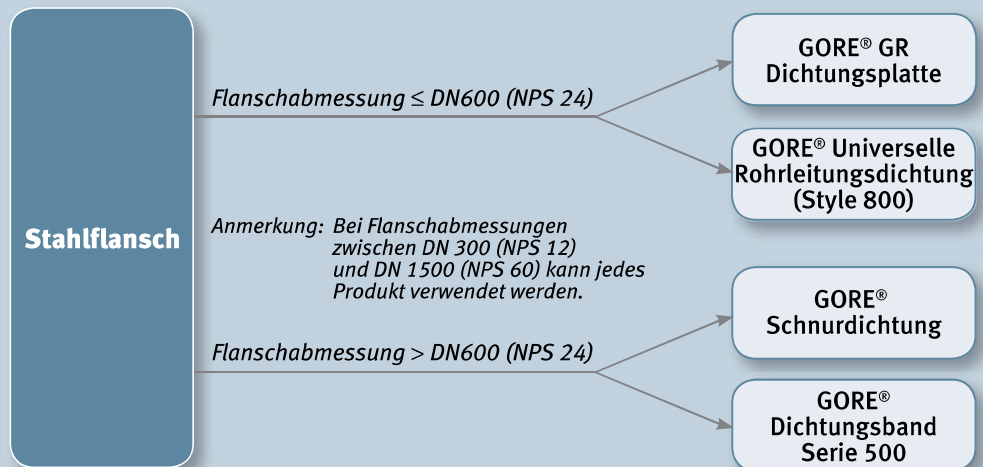 Stahlflansch
Flanschabmessung ≤ DN600 (NPS 24)
GORE® GR
Dichtungsplatte
GORE® Universelle
Rohrleitungsdichtung
(Style 800)
Anmerkung: Bei Flanschabmessungen
zwischen DN 300 (NPS 12)
und DN 1500 (NPS 60) kann jedes
Produkt verwendet werden.
Flanschabmessung > DN600 (NPS 24)
GORE®
Schnurdichtung
GORE®
Dichtungsband
Serie 500